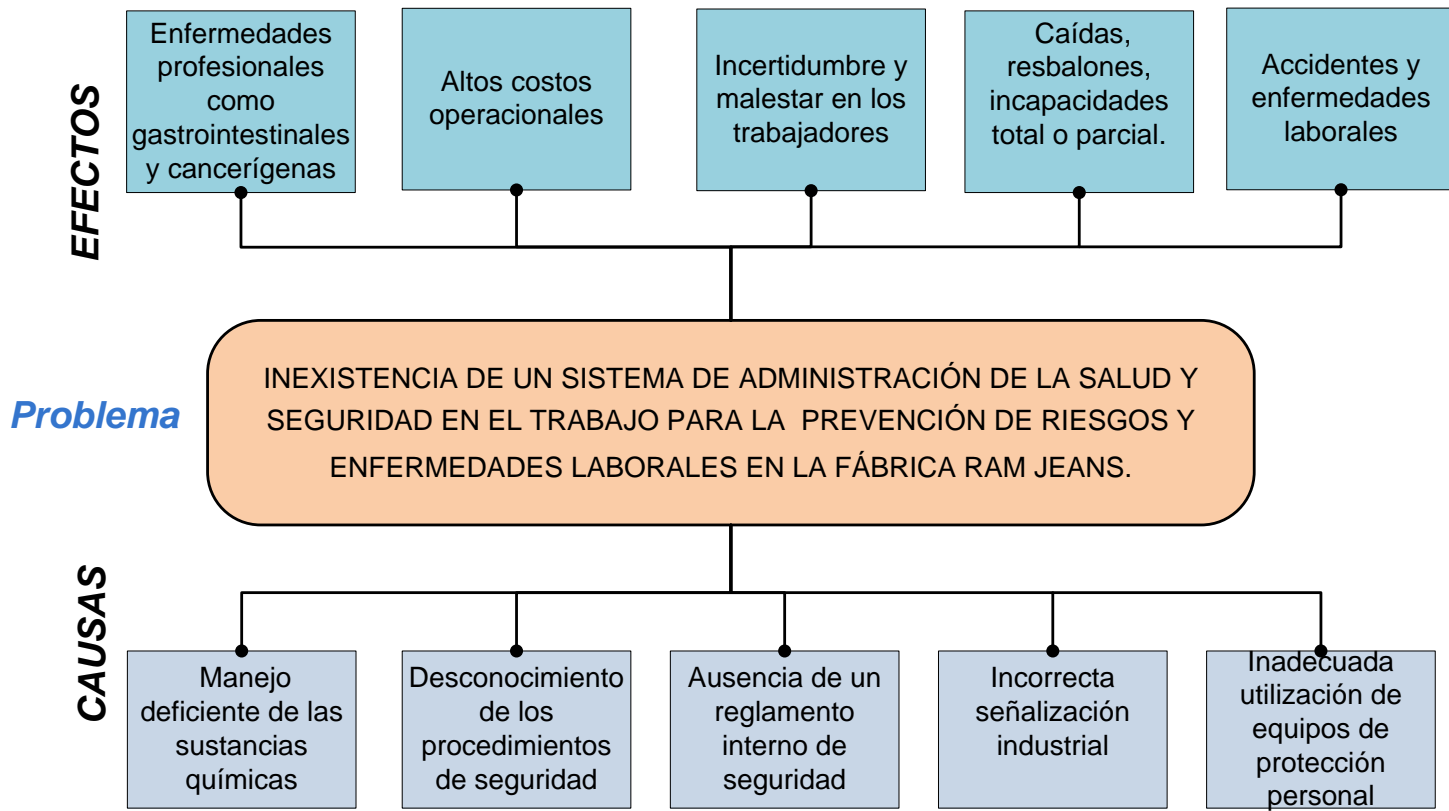 EFECTOS
Enfermedades
profesionales
como
gastrointestinales
y cancerígenas
Altos costos
operacionales
Incertidumbre y
malestar en los
trabajadores
Caídas,
resbalones,
incapacidades
total o parcial.
Accidentes y
enfermedades
laborales
Problema
INEXISTENCIA DE UN SISTEMA DE ADMINISTRACIÓN DE LA SALUD Y
SEGURIDAD EN EL TRABAJO PARA LA PREVENCIÓN DE RIESGOS Y
ENFERMEDADES LABORALES EN LA FÁBRICA RAM JEANS.
CAUSAS
Manejo
deficiente de las
sustancias
químicas
Desconocimiento
de los
procedimientos
de seguridad
Ausencia de un
reglamento
interno de
seguridad
Incorrecta
señalización
industrial
Inadecuada
utilización de
equipos de
protección
personal